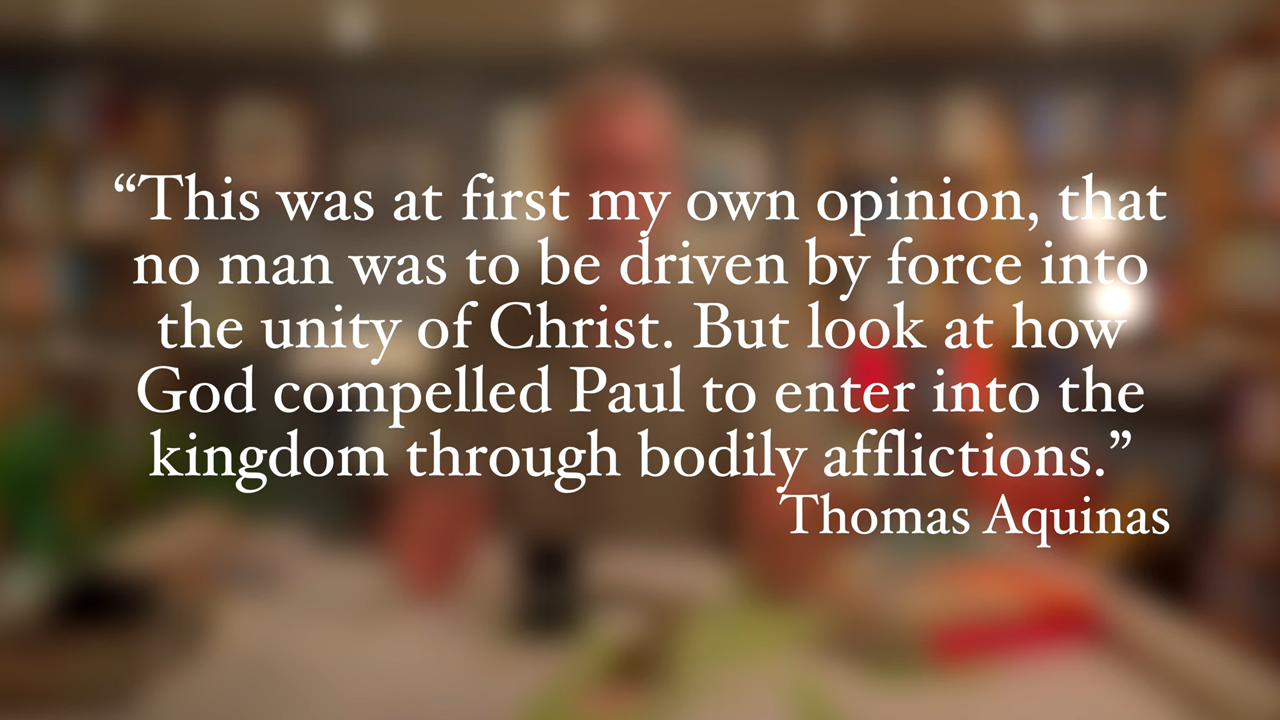 “This was at first my own opinion, that
no man was to be driven by force into
the unity of Christ. But look at how
God compelled Paul to enter into the
kingdom through bodily afflictions.”
Thomas Aquinas